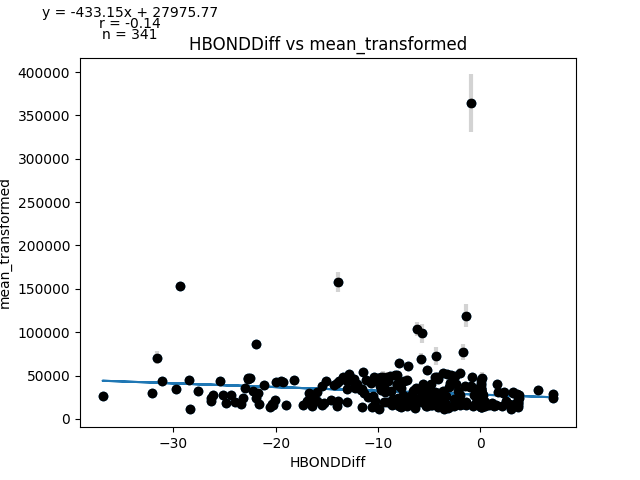 y = -433.15x + 27975.77
r = -0.14
n = 341
HBONDDiff vs mean_transformed
400000
350000
300000
250000
200000
150000
100000
50000
0
mean_transformed
−30
−20
−10
0
HBONDDiff